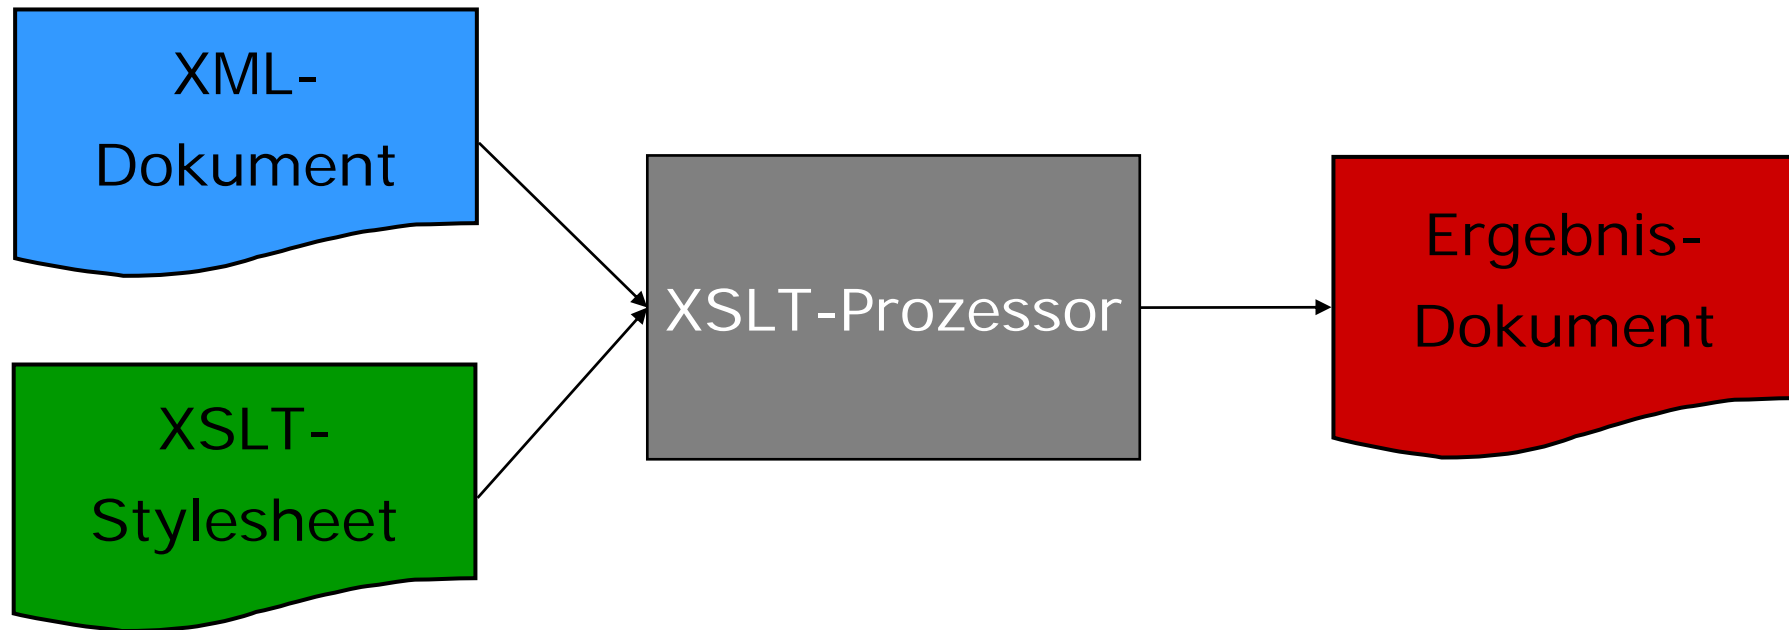 XML-
Dokument
XSLT-
Stylesheet
XSLT-Prozessor
Ergebnis-
Dokument